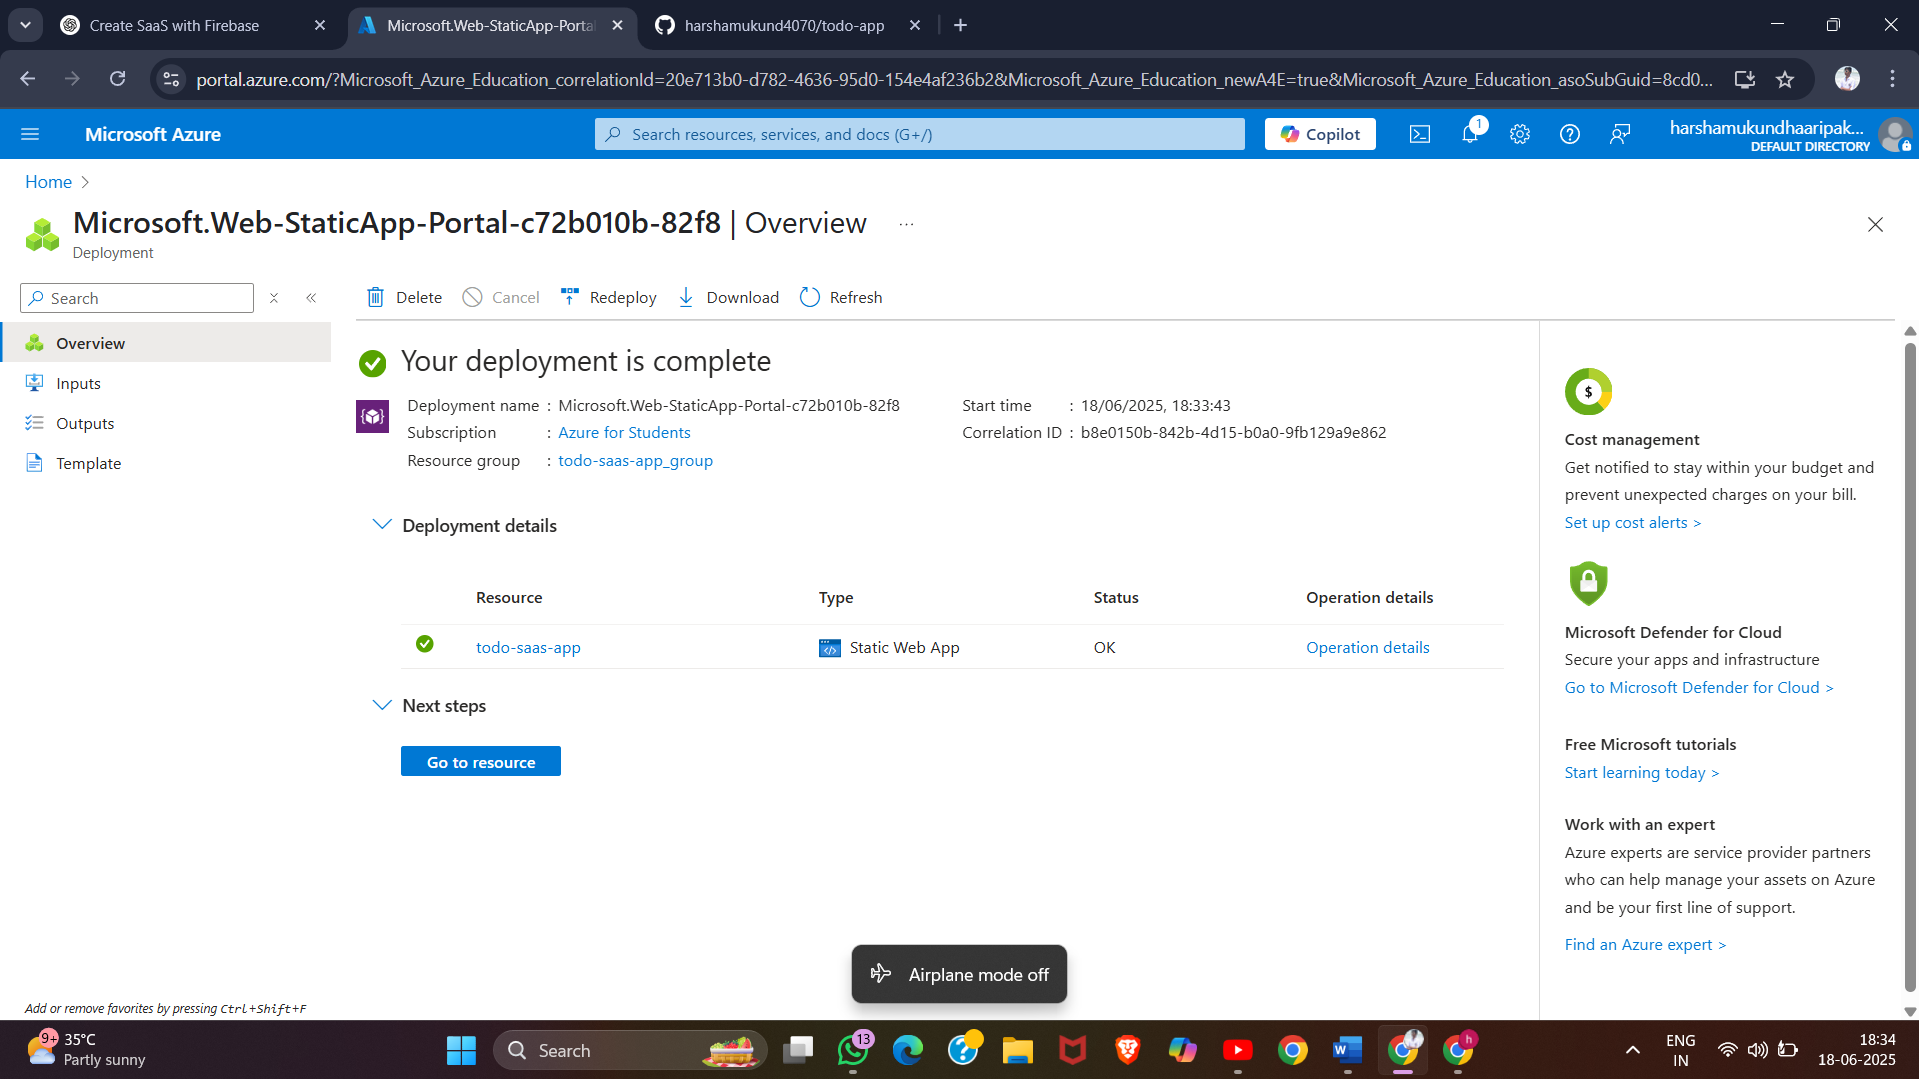 Create SaaS with Firebase
Microsoft.Web-StaticApp-Porta
harshamukund4070/todo-app
portal.azure.com/?Microsoft_Azure_Education_correlationId=20e713b0-d782-4636-95d0-154e4af236b2&Microsoft_Azure_Education_newA4E=true&Microsoft_Azure_Education_asoSubGuid=8cd0...
Microsoft Azure
Search resources, services, and docs (G+/)
Copilot
1
harshamukundhaaripak...
DEFAULT DIRECTORY
Home
Microsoft.Web-StaticApp-Portal-c72b010b-82f8 | Overview ...
Deployment
Search
Delete
Cancel
Redeploy
Download
Refresh
Overview
Inputs
Outputs
Template
Your deployment is complete
Deployment name : Microsoft.Web-StaticApp-Portal-c72b010b-82f8
Subscription : Azure for Students
Resource group : todo-saas-app_group
Start time : 18/06/2025, 18:33:43
Correlation ID : b8e0150b-842b-4d15-b0a0-9fb129a9e862
Deployment details
Resource Type Status Operation details
todo-saas-app Static Web App OK Operation details
Next steps
Go to resource
$
Cost management
Get notified to stay within your budget and
prevent unexpected charges on your bill.
Set up cost alerts >
Microsoft Defender for Cloud
Secure your apps and infrastructure
Go to Microsoft Defender for Cloud >
Free Microsoft tutorials
Start learning today >
Work with an expert
Azure experts are service provider partners
who can help manage your assets on Azure
and be your first line of support.
Find an Azure expert >
Airplane mode off
Add or remove favorites by pressing Ctrl+Shift+F
9+
35°C
Partly sunny
Search
13
h
ENG
IN
18:34
18-06-2025